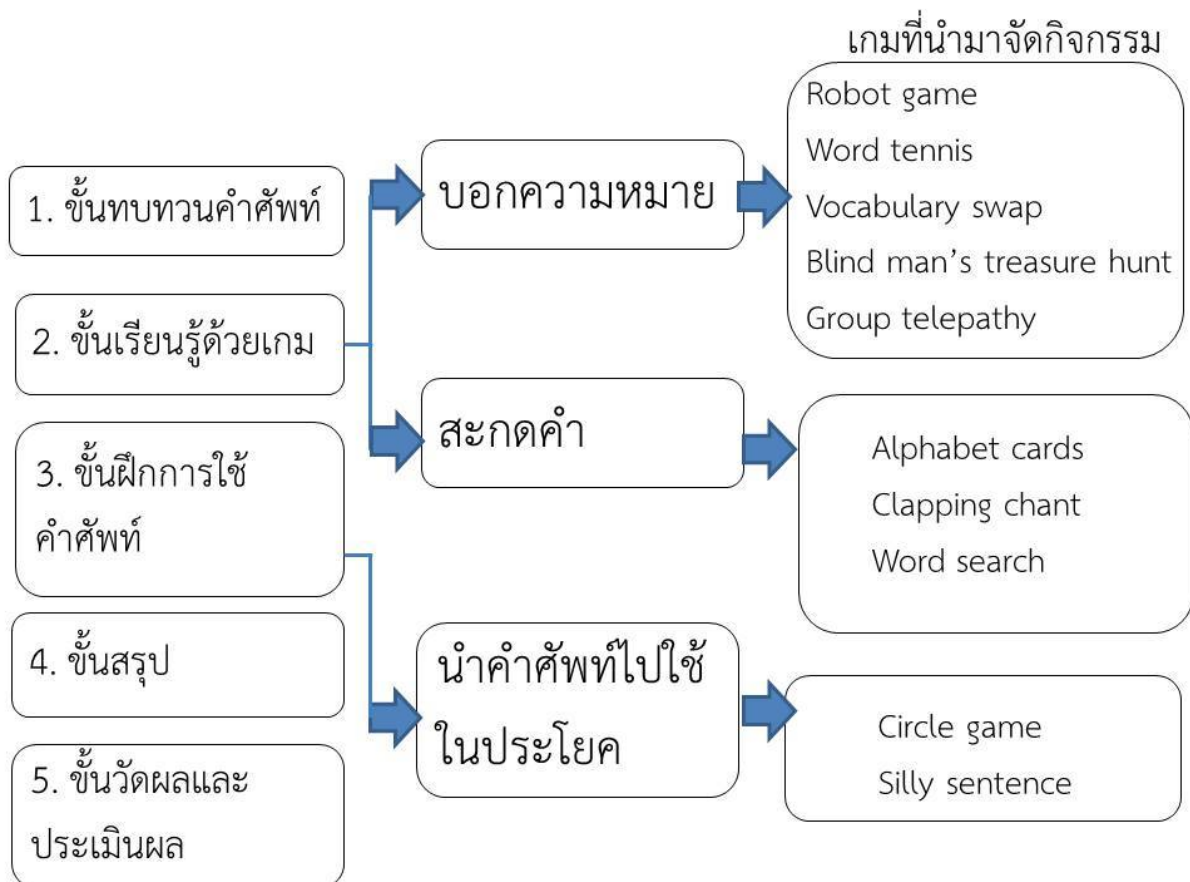 เกมที่นำมาจัดกิจกรรม
1. ขั้นทบทวนคำศัพท์
2. ขั้นเรียนรู้ด้วยเกม
3. ขั้นฝึกการใช้
คำศัพท์
4. ขั้นสรุป
5. ขั้นวัดผลและ
ประเมินผล
บอกความหมาย
สะกดคำ
นำคำศัพท์ไปใช้
ในประโยค
Robot game
Word tennis
Vocabulary swap
Blind man’s treasure hunt
Group telepathy
Alphabet cards
Clapping chant
Word search
Circle game
Silly sentence